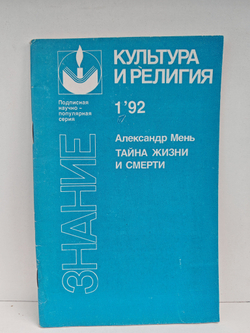 КУЛЬТУРА
И РЕЛИГИЯ
Подписная
научно-
популярная
серия
1'92
Александр Мень
ТАЙНА ЖИЗНИ
И СМЕРТИ
ЗНАНИЕ